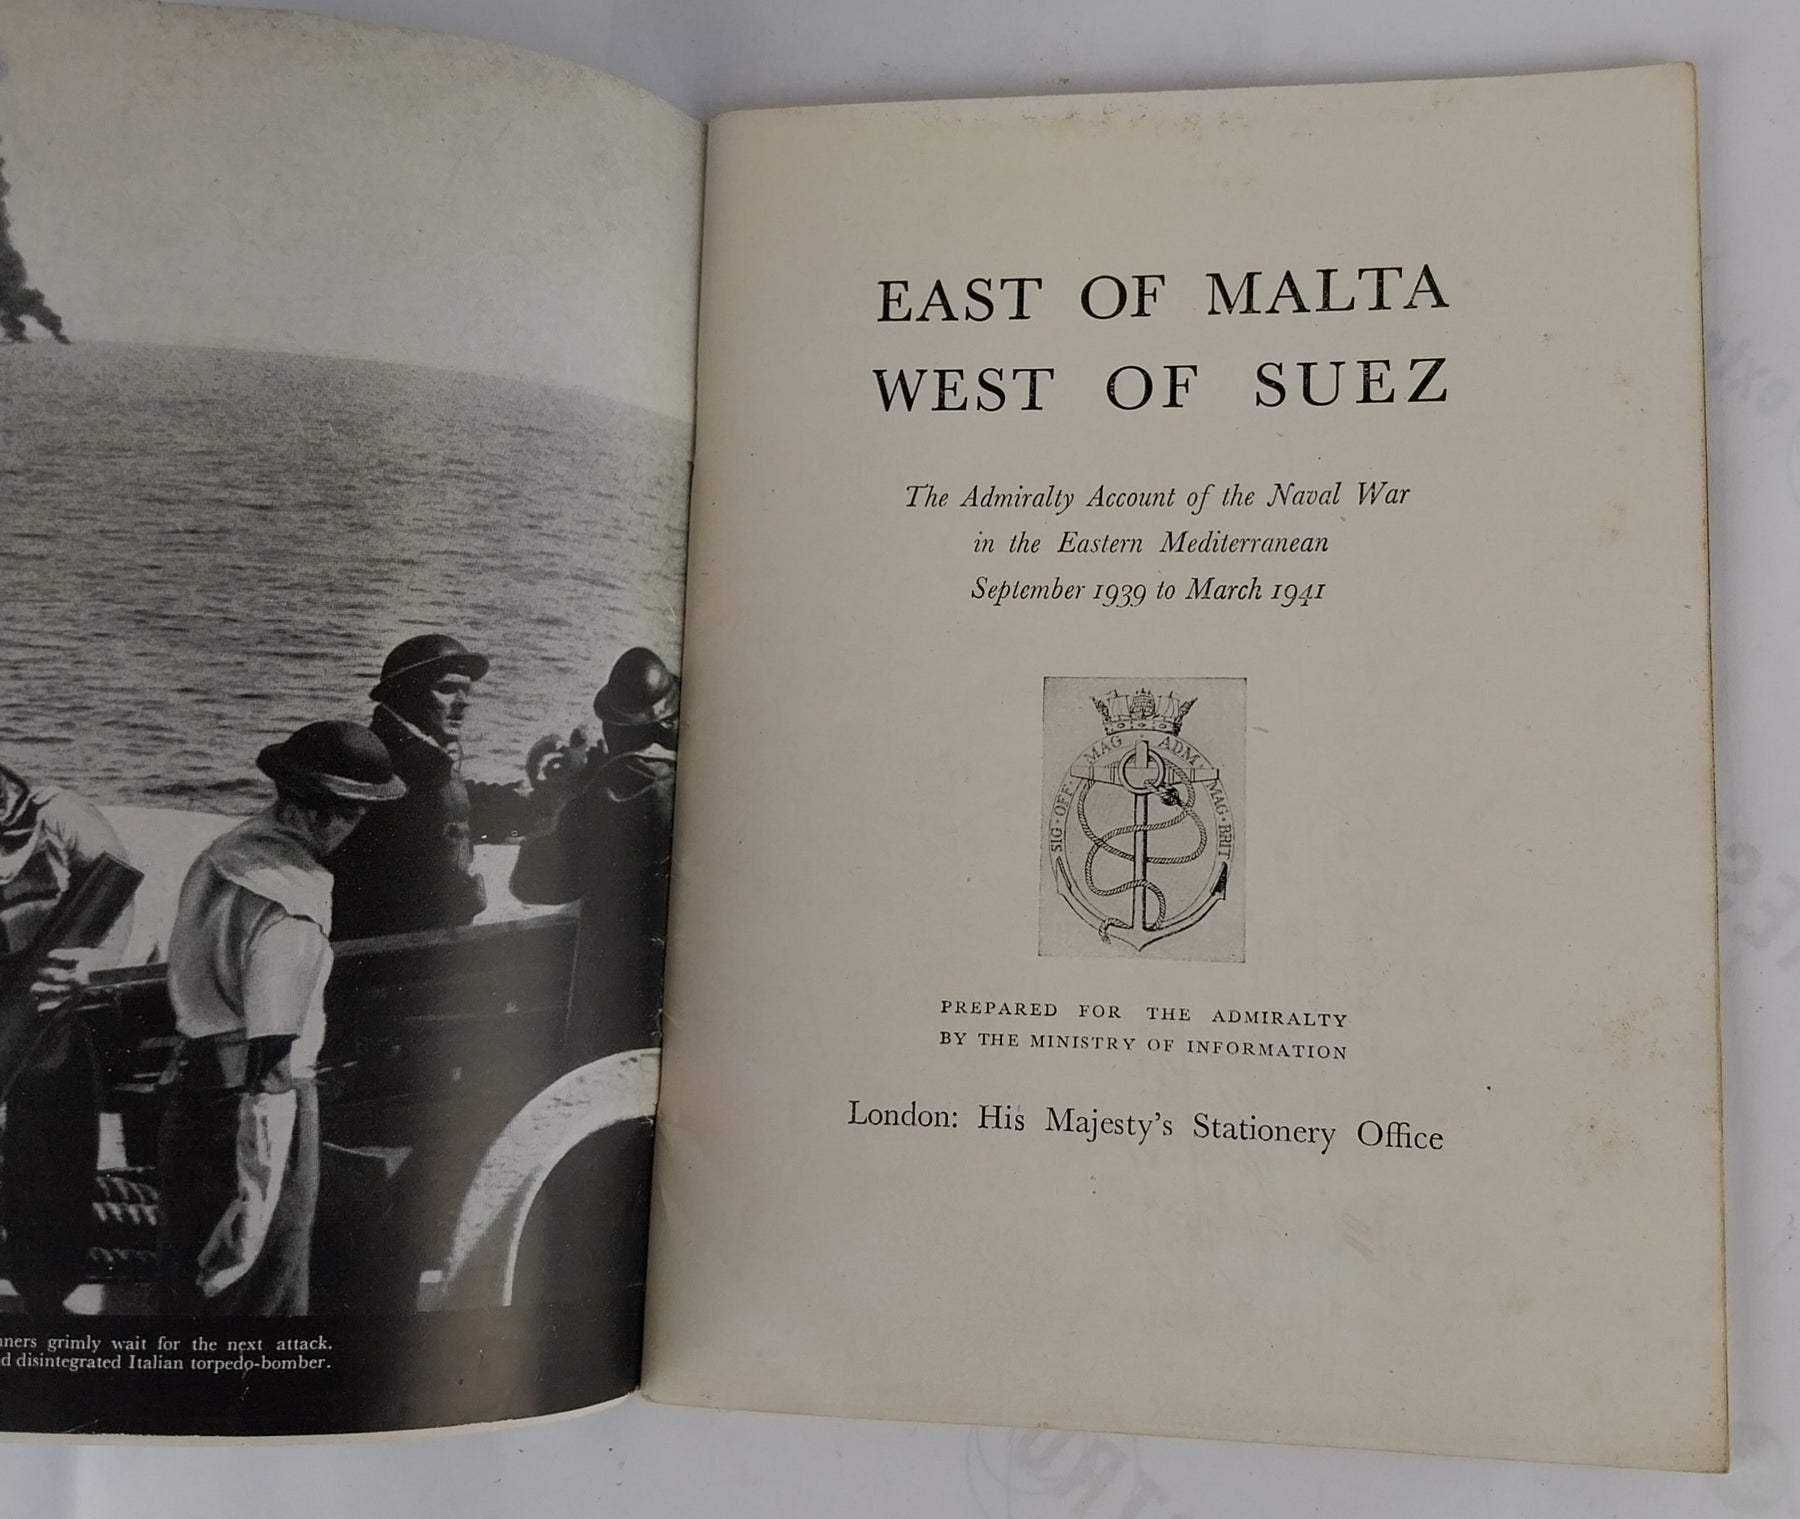 grimly wait for the next attack.
disintegrated Italian torpedo-bomber.
EAST OF MALTA
WEST OF SUEZ
The Admiralty Account of the Naval War
in the Eastern Mediterranean
September 1939 to March 1941
SIG · OFF · MAG · ADM · MAG · BRIT
PREPARED FOR THE ADMIRALTY
BY THE MINISTRY OF INFORMATION
London: His Majesty's Stationery Office